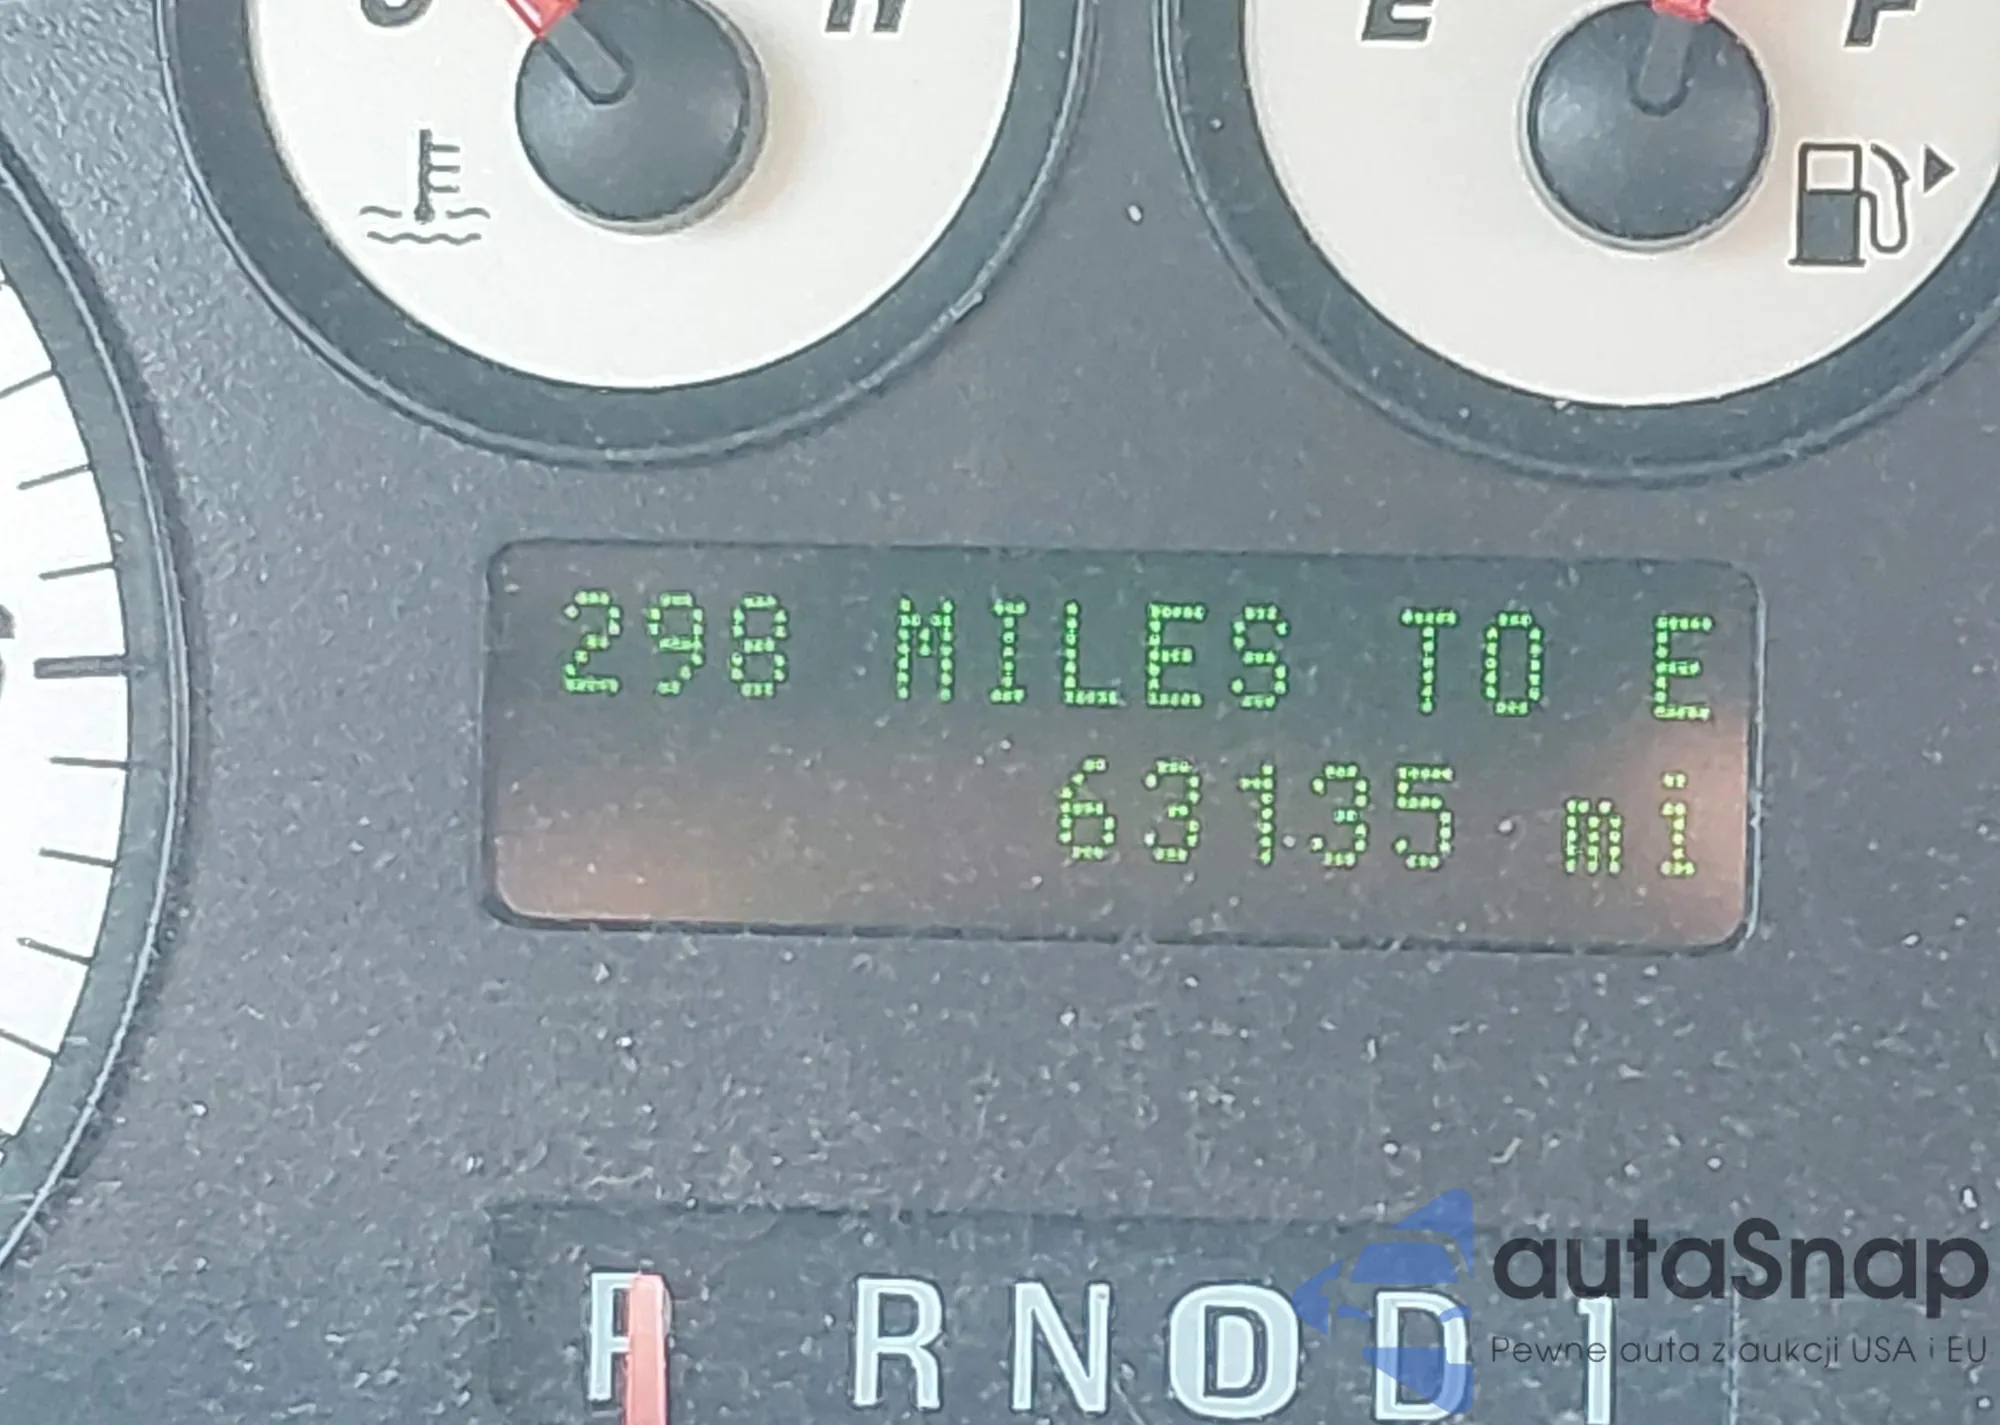 C H E F
298 MILES TO E
63135 mi
P R N D D 1
autaSnap
Pewne auta z aukcji USA i EU